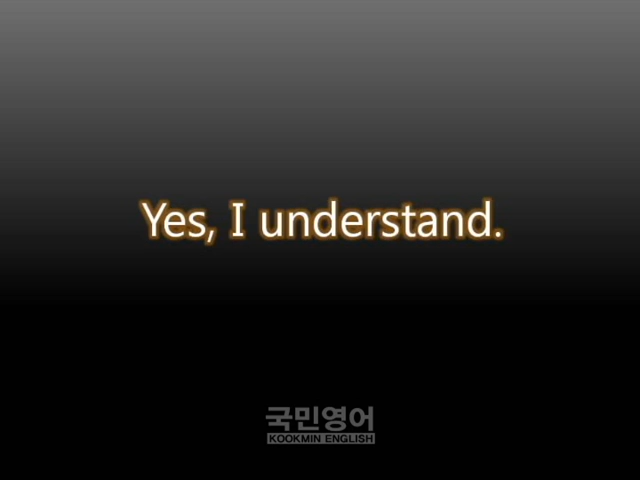 Yes, I understand.
국민영어
KOOKMIN ENGLISH